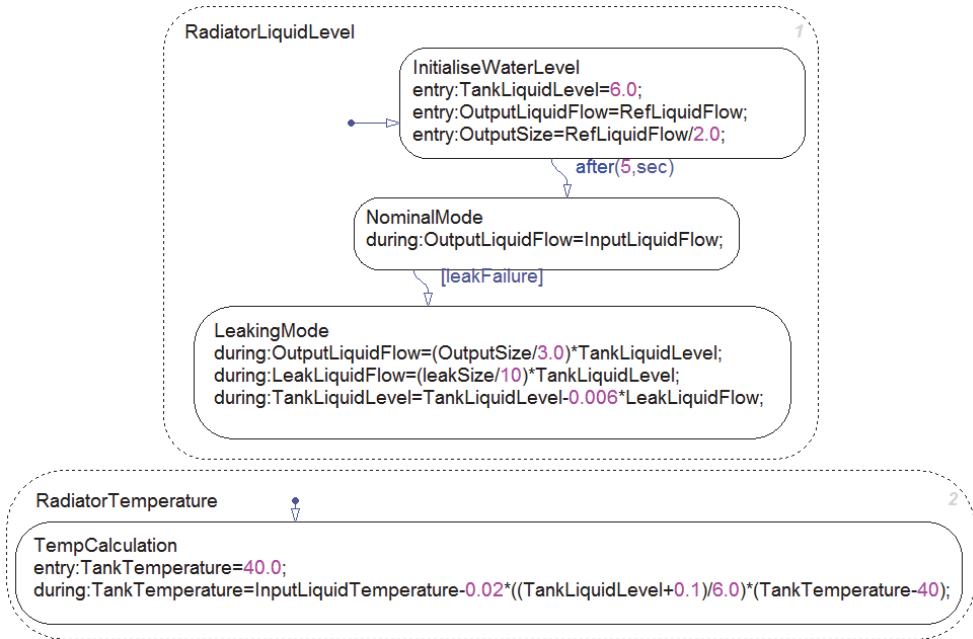 RadiatorLiquidLevel
1
InitialiseWaterLevel
entry:TankLiquidLevel=6.0;
entry:OutputLiquidFlow=RefLiquidFlow;
entry:OutputSize=RefLiquidFlow/2.0;
after(5,sec)
NominalMode
during:OutputLiquidFlow=InputLiquidFlow;
[leakFailure]
LeakingMode
during:OutputLiquidFlow=(OutputSize/3.0)*TankLiquidLevel;
during:LeakLiquidFlow=(leakSize/10)*TankLiquidLevel;
during:TankLiquidLevel=TankLiquidLevel-0.006*LeakLiquidFlow;
RadiatorTemperature
2
TempCalculation
entry:TankTemperature=40.0;
during:TankTemperature=InputLiquidTemperature-0.02*((TankLiquidLevel+0.1)/6.0)*(TankTemperature-40);